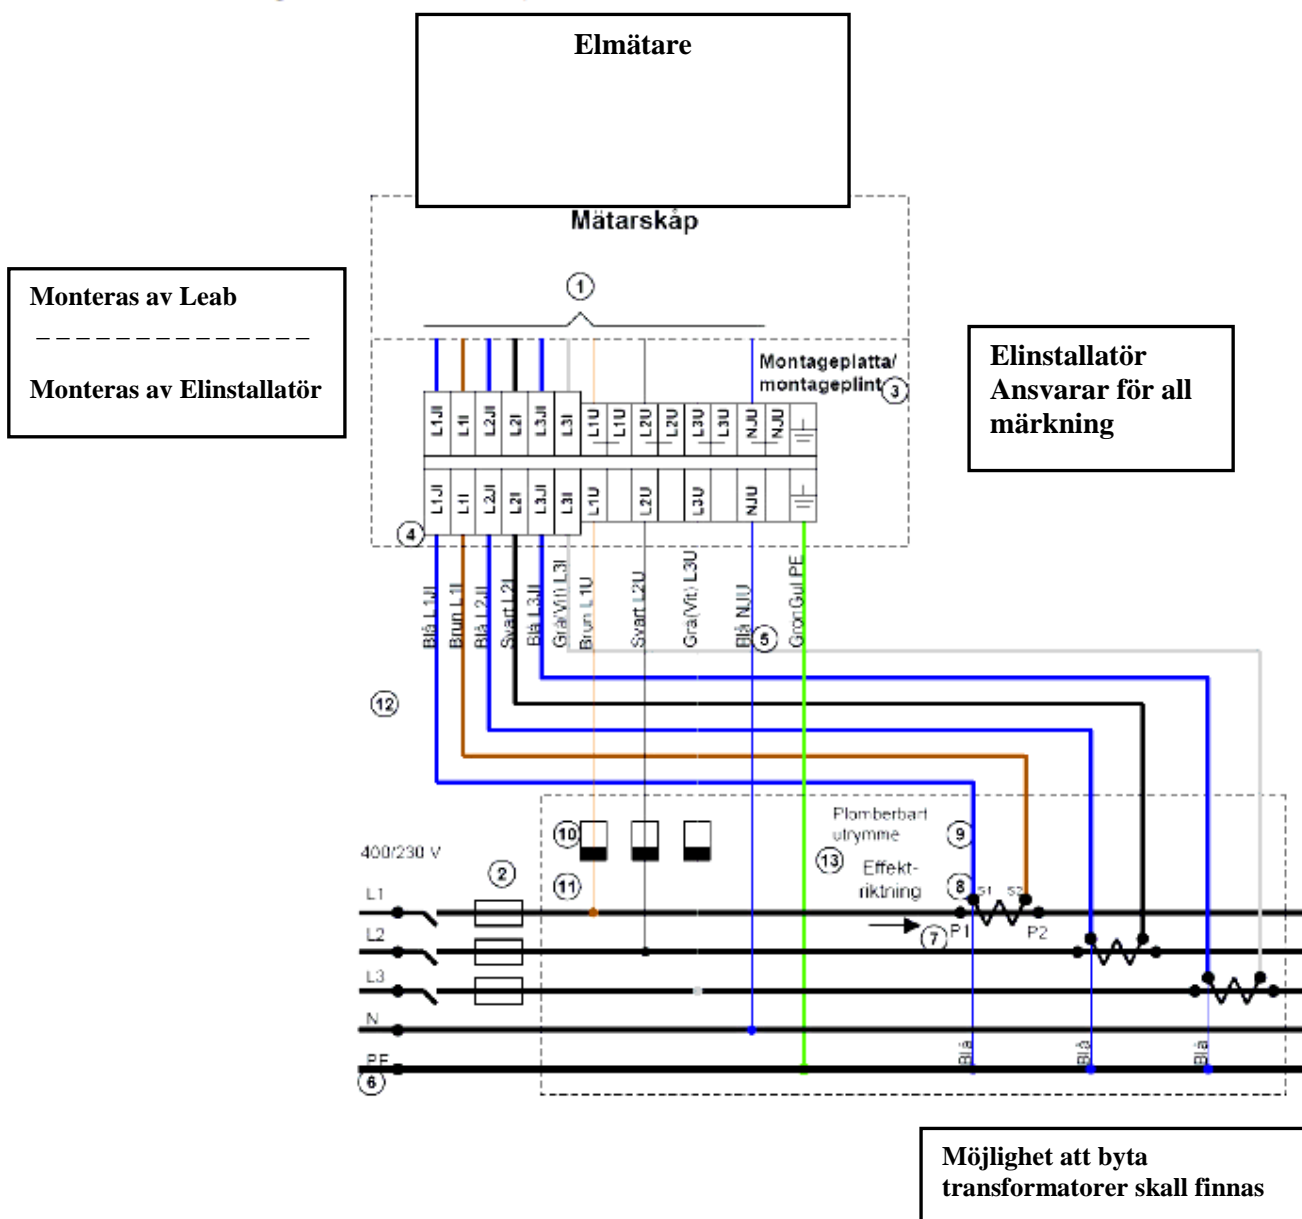 Elmätare
Mätarskåp
1
Monteras av Leab
Monteras av Elinstallatör
Elinstallatör
Ansvarar för all
märkning
Montageplatta/
montageplint 3
L1JI L1I L2JI L2I L3JI L3I L1U L1U L2U L2U L3U L3U NJU NJU
L1JI L1I L2JI L2I L3JI L3I L1U L2U L3U NJU
4
Blå L1JI
Brun L1I
Blå L2JI
Svart L2I
Blå L3JI
Grå(Vit) L3I
Brun L1U
Svart L2U
Grå(Vit) L3U
Blå NJU
GrönGul PE
5
12
Plomberbart
utrymme
9
10
13
400/230 V
2
11
Effekt-
riktning
8
S1 S2
L1
P1 P2
7
L2
L3
N
Blå Blå Blå
PE
6
Möjlighet att byta
transformatorer skall finnas